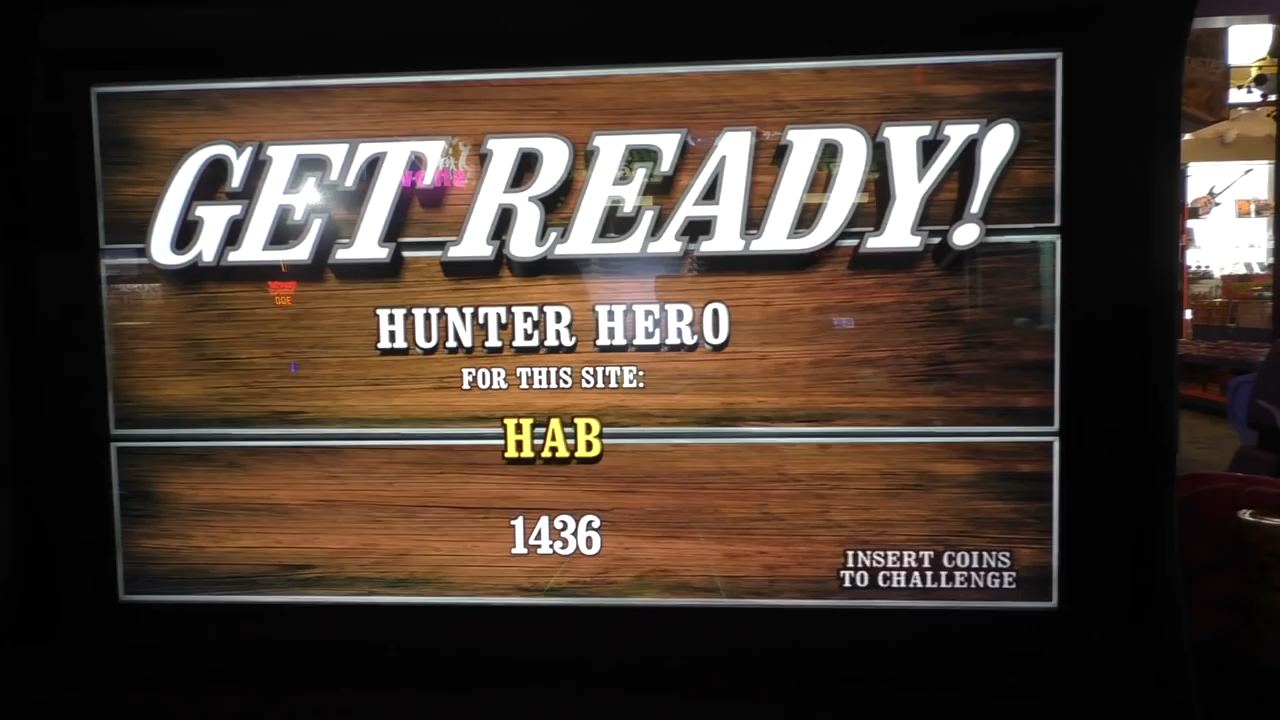 GET READY!
HUNTER HERO
FOR THIS SITE:
HAB
1436
INSERT COINS
TO CHALLENGE